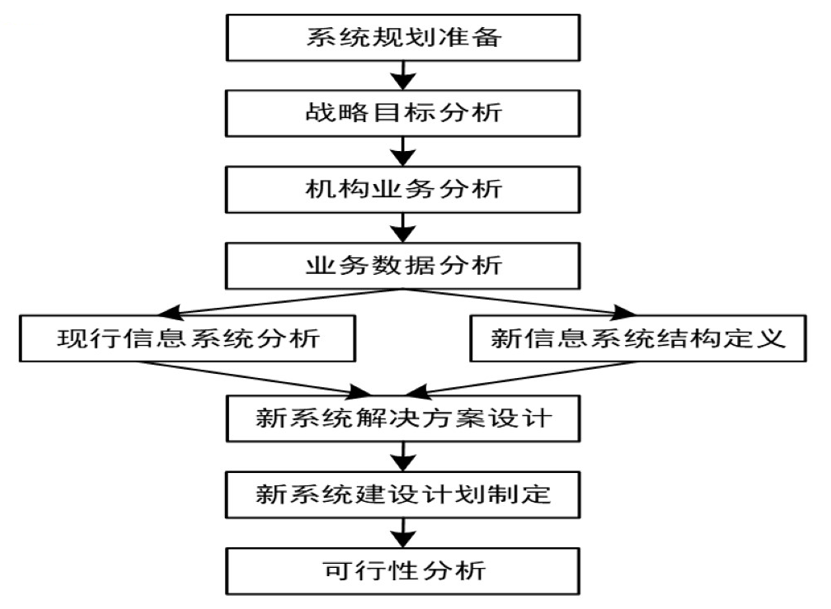 系统规划准备
战略目标分析
机构业务分析
业务数据分析
现行信息系统分析
新信息系统结构定义
新系统解决方案设计
新系统建设计划制定
可行性分析